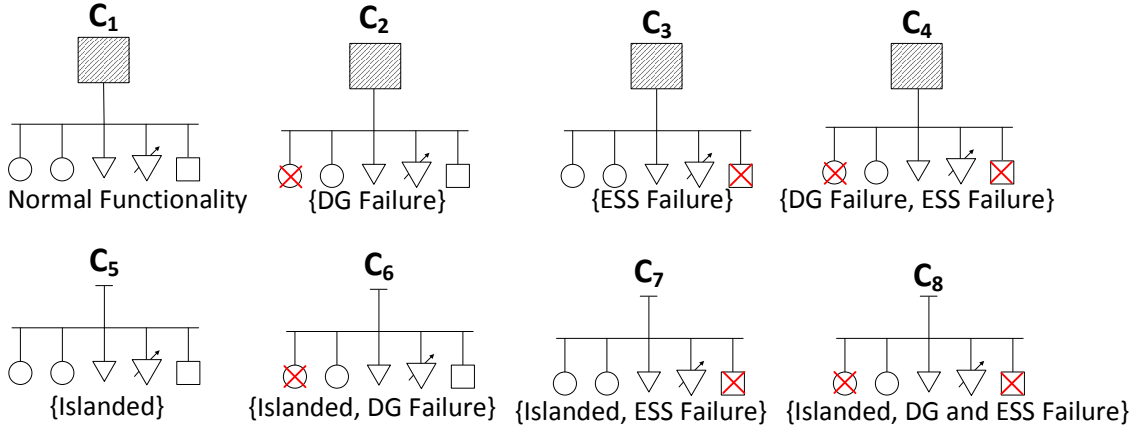 C1
C2
C3
C4
Normal Functionality
{DG Failure}
{ESS Failure}
{DG Failure, ESS Failure}
C5
C6
C7
C8
{Islanded}
{Islanded, DG Failure}
{Islanded, ESS Failure}
{Islanded, DG and ESS Failure}